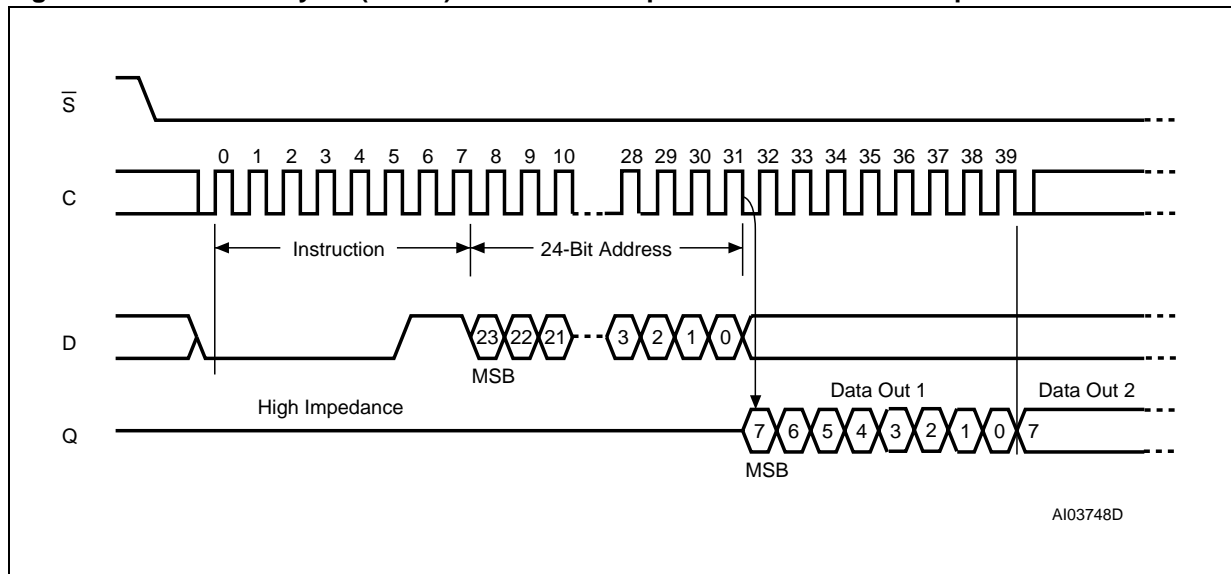 S
0 1 2 3 4 5 6 7 8 9 10 28 29 30 31 32 33 34 35 36 37 38 39
C
Instruction 24-Bit Address
D 23 22 21 3 2 1 0
MSB
High Impedance Data Out 1 Data Out 2
Q 7 6 5 4 3 2 1 0 7
MSB
AI03748D